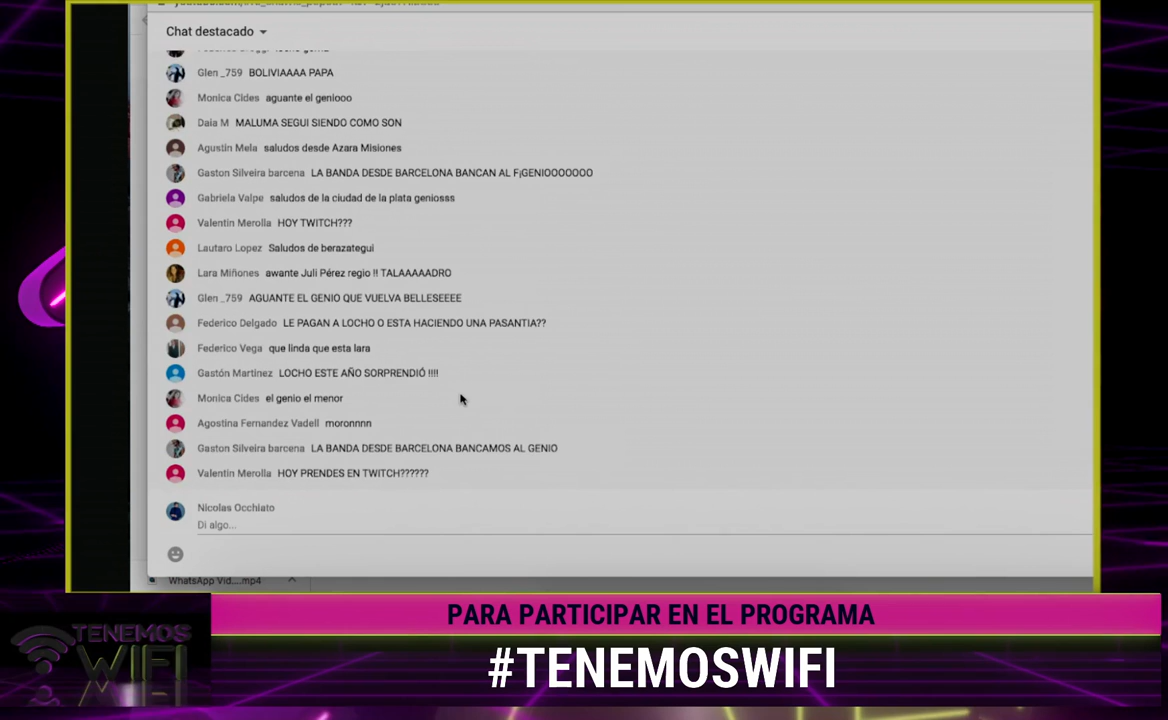 Chat destacado
Glen _759 BOLIVIAAAA PAPA
Monica Cides aguante el geniooo
Daia M MALUMA SEGUI SIENDO COMO SON
Agustin Mela saludos desde Azara Misiones
Gaston Silveira barcena LA BANDA DESDE BARCELONA BANCAN AL F¡GENIOOOOOOO
Gabriela Valpe saludos de la ciudad de la plata geniosss
Valentin Merolla HOY TWITCH???
Lautaro Lopez Saludos de berazategui
Lara Miñones awante Juli Pérez regio !! TALAAAAADRO
Glen _759 AGUANTE EL GENIO QUE VUELVA BELLESEEEE
Federico Delgado LE PAGAN A LOCHO O ESTA HACIENDO UNA PASANTIA??
Federico Vega que linda que esta lara
Gastón Martinez LOCHO ESTE AÑO SORPRENDIÓ !!!!
Monica Cides el genio el menor
Agostina Fernandez Vadell moronnnn
Gaston Silveira barcena LA BANDA DESDE BARCELONA BANCAMOS AL GENIO
Valentin Merolla HOY PRENDES EN TWITCH??????
Nicolas Occhiato
Di algo...
WhatsApp Vid....mp4
PARA PARTICIPAR EN EL PROGRAMA
TENEMOS
WIFI
#TENEMOSWIFI